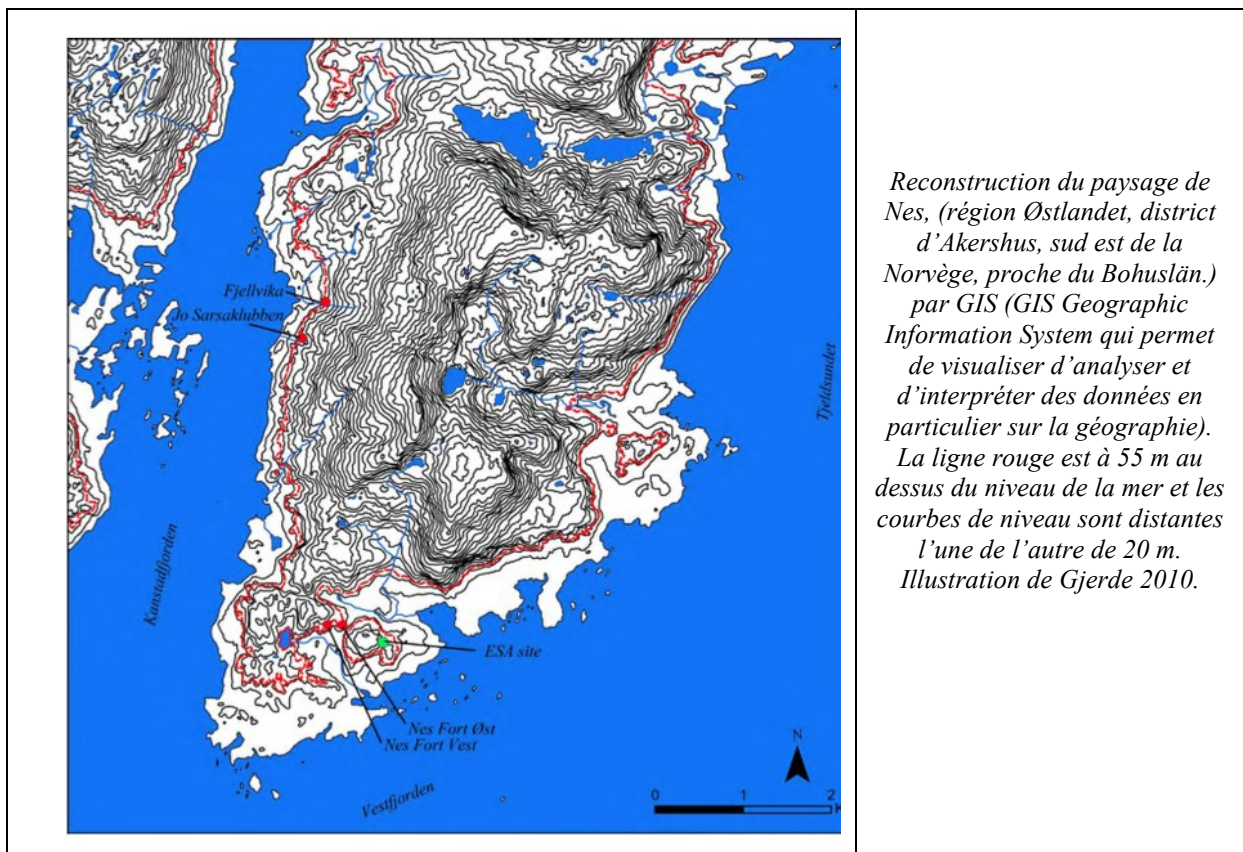 Fjellvika
Jo Sarsaklubben
Kanstadfjorden
Tjeldsundet
ESA site
Nes Fort Øst
Nes Fort Vest
Vestfjorden
N
0 1 2
K
Reconstruction du paysage de
Nes, (région Østlandet, district
d’Akershus, sud est de la
Norvège, proche du Bohuslän.)
par GIS (GIS Geographic
Information System qui permet
de visualiser d’analyser et
d’interpréter des données en
particulier sur la géographie).
La ligne rouge est à 55 m au
dessus du niveau de la mer et les
courbes de niveau sont distantes
l’une de l’autre de 20 m.
Illustration de Gjerde 2010.